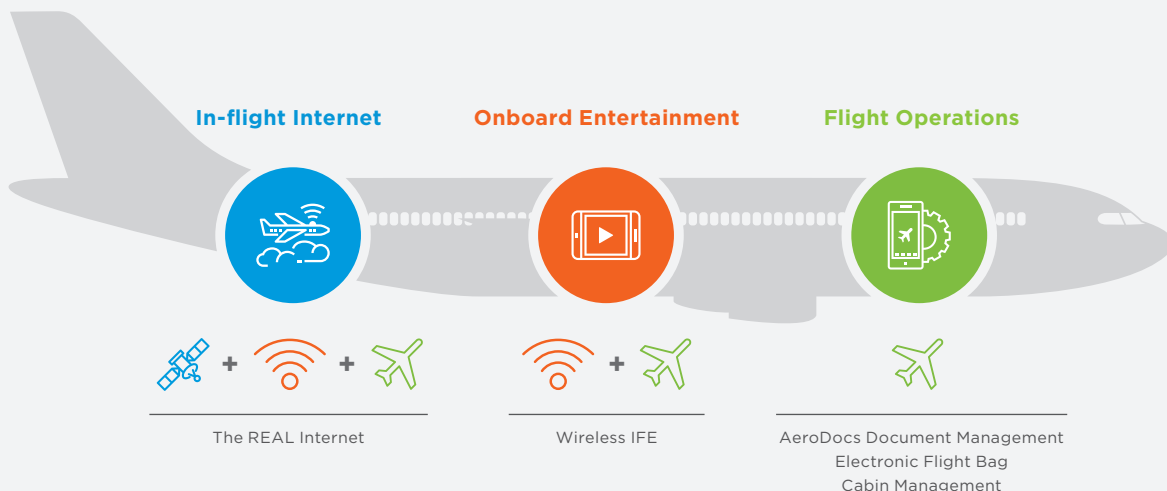 In-flight Internet
Onboard Entertainment
Flight Operations
The REAL Internet
Wireless IFE
AeroDocs Document Management
Electronic Flight Bag
Cabin Management